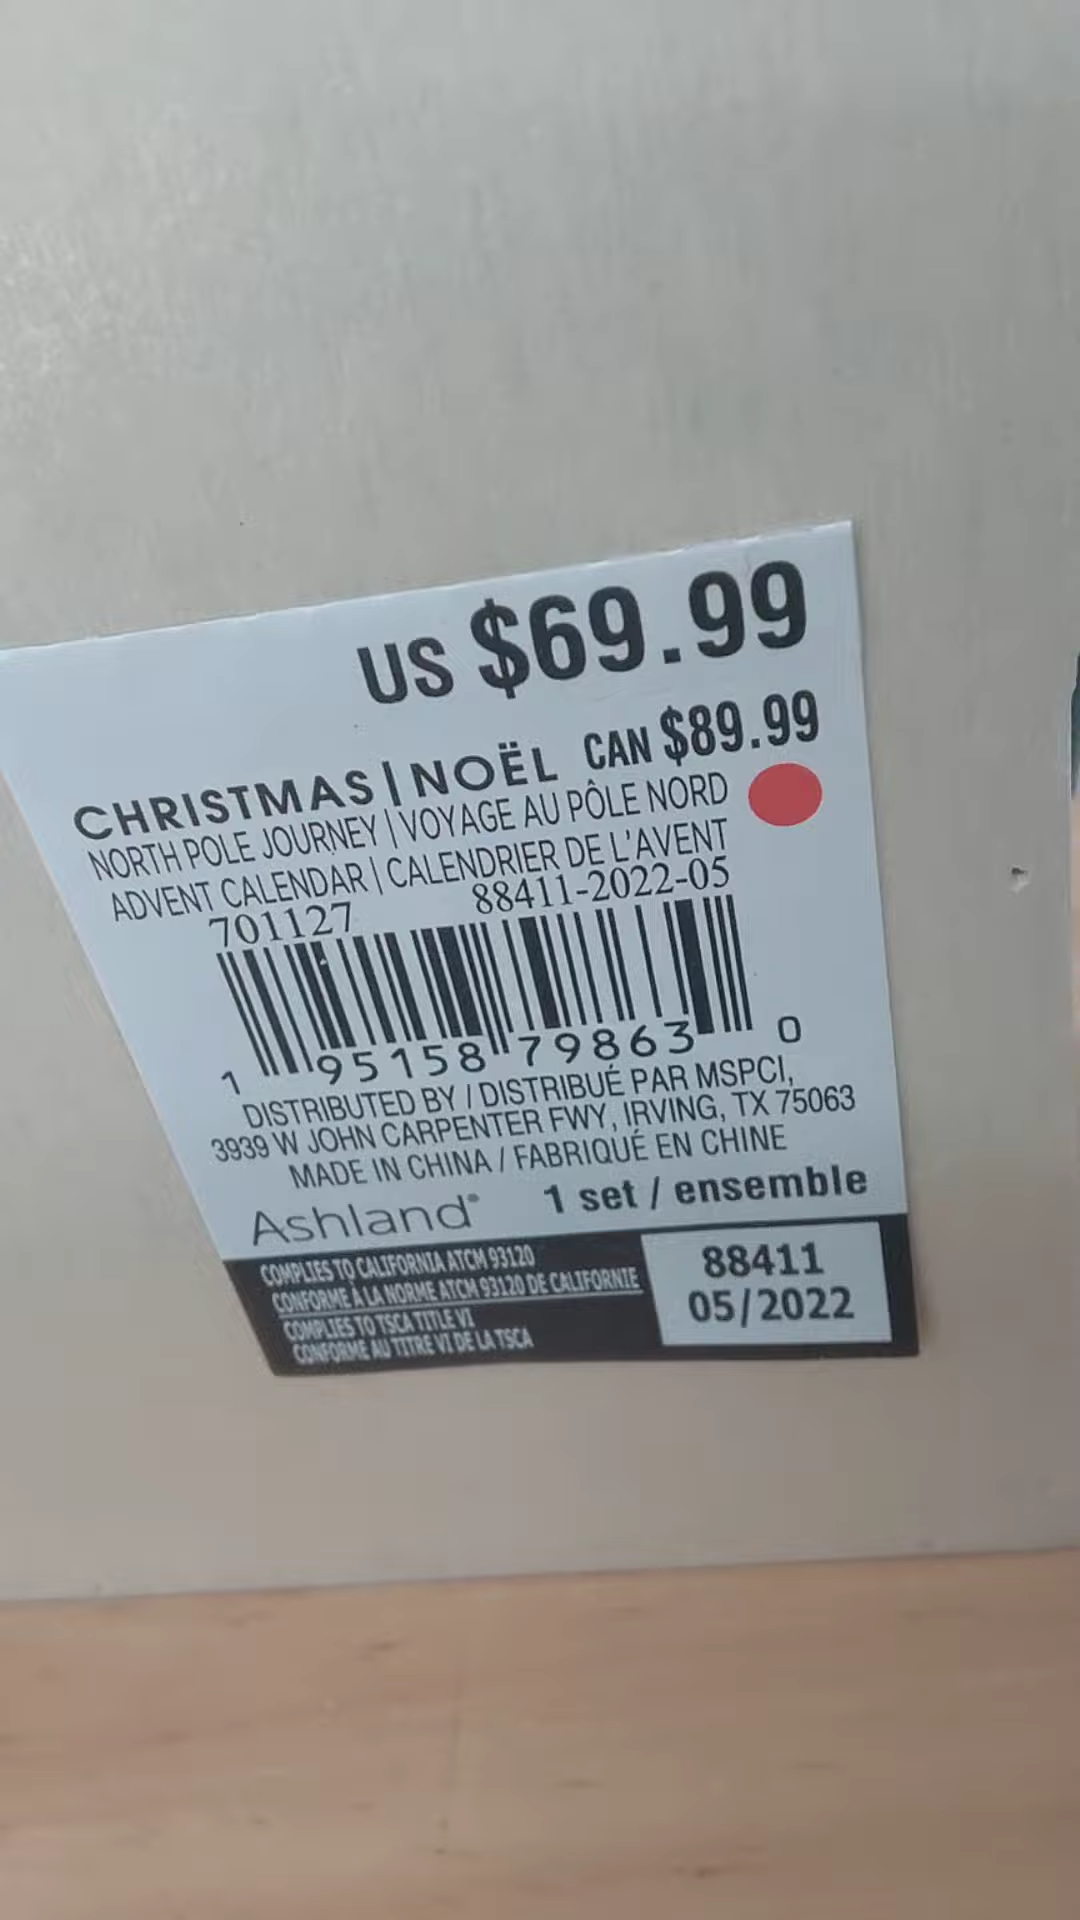 US $69.99
CAN $89.99
CHRISTMAS | NOËL
NORTH POLE JOURNEY | VOYAGE AU PÔLE NORD
ADVENT CALENDAR | CALENDRIER DE L'AVENT
701127 88411-2022-05
1 95158 79863 0
DISTRIBUTED BY / DISTRIBUÉ PAR MSPCI,
3939 W JOHN CARPENTER FWY, IRVING, TX 75063
MADE IN CHINA / FABRIQUÉ EN CHINE
Ashland® 1 set / ensemble
COMPLIES TO CALIFORNIA ATCM 93120
CONFORME À LA NORME ATCM 93120 DE CALIFORNIE
COMPLIES TO TSCA TITLE VI
CONFORME AU TITRE VI DE LA TSCA
88411
05/2022